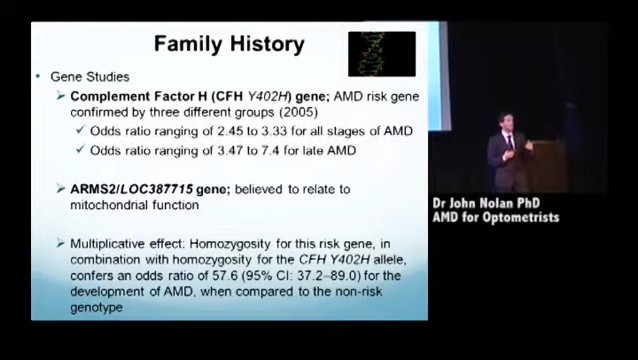 Family History
• Gene Studies
Complement Factor H (CFH Y402H) gene; AMD risk gene
confirmed by three different groups (2005)
✓ Odds ratio ranging of 2.45 to 3.33 for all stages of AMD
✓ Odds ratio ranging of 3.47 to 7.4 for late AMD
ARMS2/LOC387715 gene; believed to relate to
mitochondrial function
Multiplicative effect: Homozygosity for this risk gene, in
combination with homozygosity for the CFH Y402H allele,
confers an odds ratio of 57.6 (95% CI: 37.2–89.0) for the
development of AMD, when compared to the non-risk
genotype
Dr John Nolan PhD
AMD for Optometrists